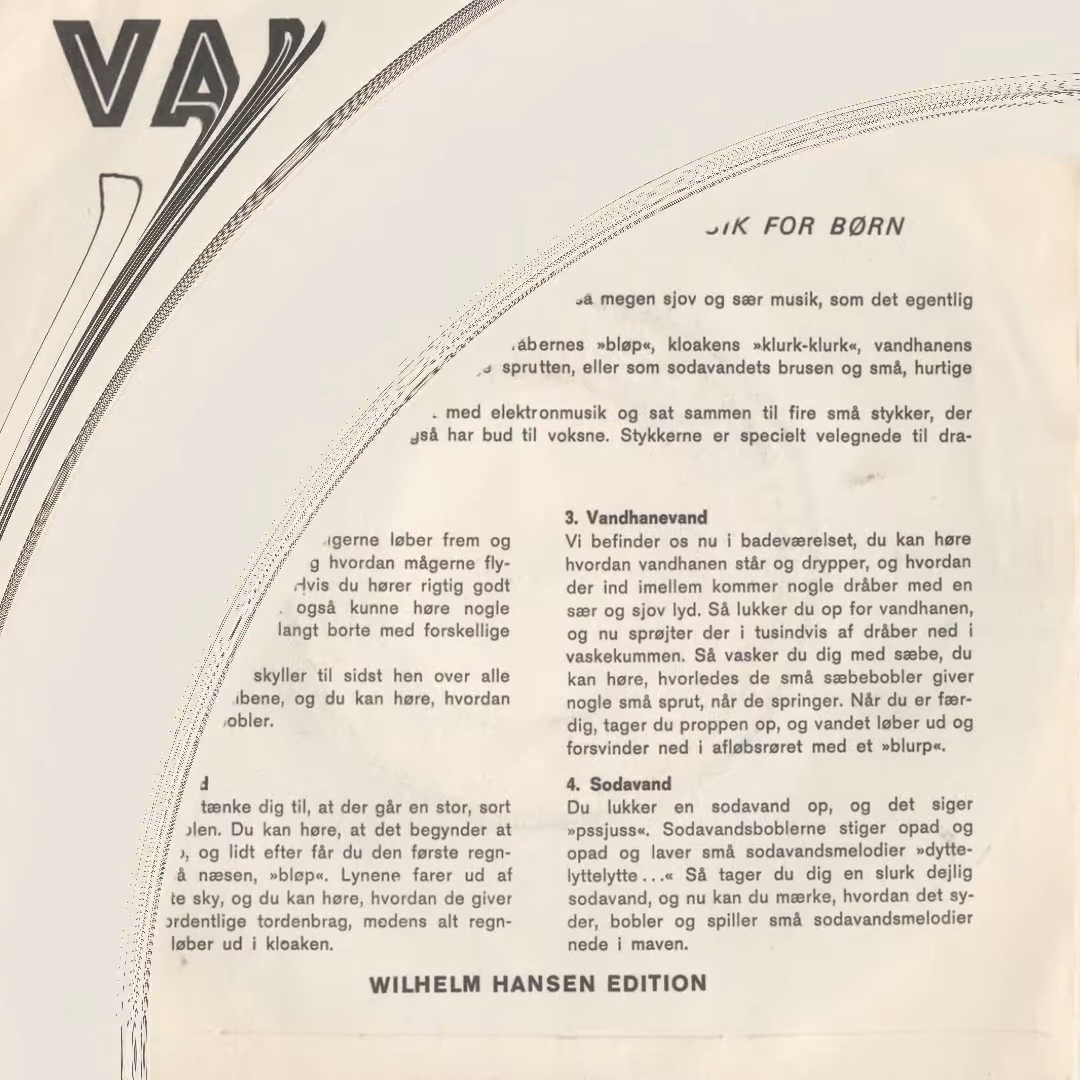 FOR BØRN
megen sjov og sær musik, som det egentlig
»bløp«, kloakens »klurk-klurk«, vandhanens
sprutten, eller som sodavandets brusen og små, hurtige
med elektronmusik og sat sammen til fire små stykker, der
har bud til voksne. Stykkerne er specielt velegnede til dra-
løber frem og
hvordan mågerne fly-
du hører rigtig godt
også kunne høre nogle
langt borte med forskellige
skyller til sidst hen over alle
og du kan høre, hvordan
tænke dig til, at der går en stor, sort
Du kan høre, at det begynder at
og lidt efter får du den første regn-
næsen, »bløp«. Lynene farer ud af
sky, og du kan høre, hvordan de giver
tordenbrag, medens alt regn-
løber ud i kloaken.
3. Vandhanevand
Vi befinder os nu i badeværelset, du kan høre
hvordan vandhanen står og drypper, og hvordan
der ind imellem kommer nogle dråber med en
sær og sjov lyd. Så lukker du op for vandhanen,
og nu sprøjter der i tusindvis af dråber ned i
vaskekummen. Så vasker du dig med sæbe, du
kan høre, hvorledes de små sæbebobler giver
nogle små sprut, når de springer. Når du er fær-
dig, tager du proppen op, og vandet løber ud og
forsvinder ned i afløbsrøret med et »blurp«.
4. Sodavand
Du lukker en sodavand op, og det siger
»pssjuss«. Sodavandsboblerne stiger opad og
opad og laver små sodavandsmelodier »dytte-
lyttelytte...« Så tager du dig en slurk dejlig
sodavand, og nu kan du mærke, hvordan det sy-
der, bobler og spiller små sodavandsmelodier
nede i maven.
WILHELM HANSEN EDITION